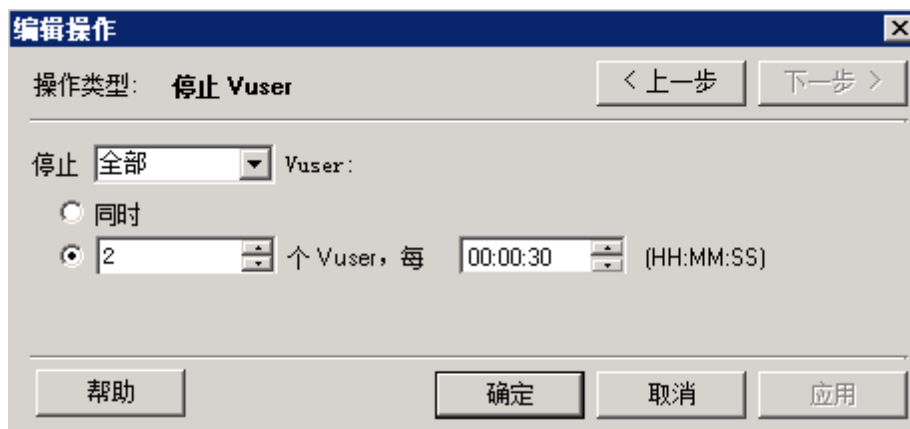 编辑操作
操作类型: 停止 Vuser < 上一步 下一步 >
停止 全部 Vuser:
同时
2 个 Vuser，每 00:00:30 (HH:MM:SS)
帮助 确定 取消 应用